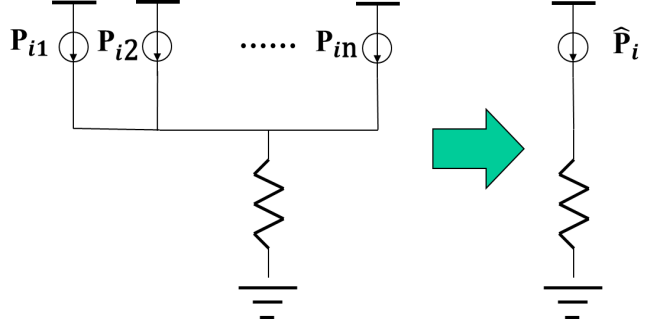 P_{i1} P_{i2} ...... P_{in} P̂_i